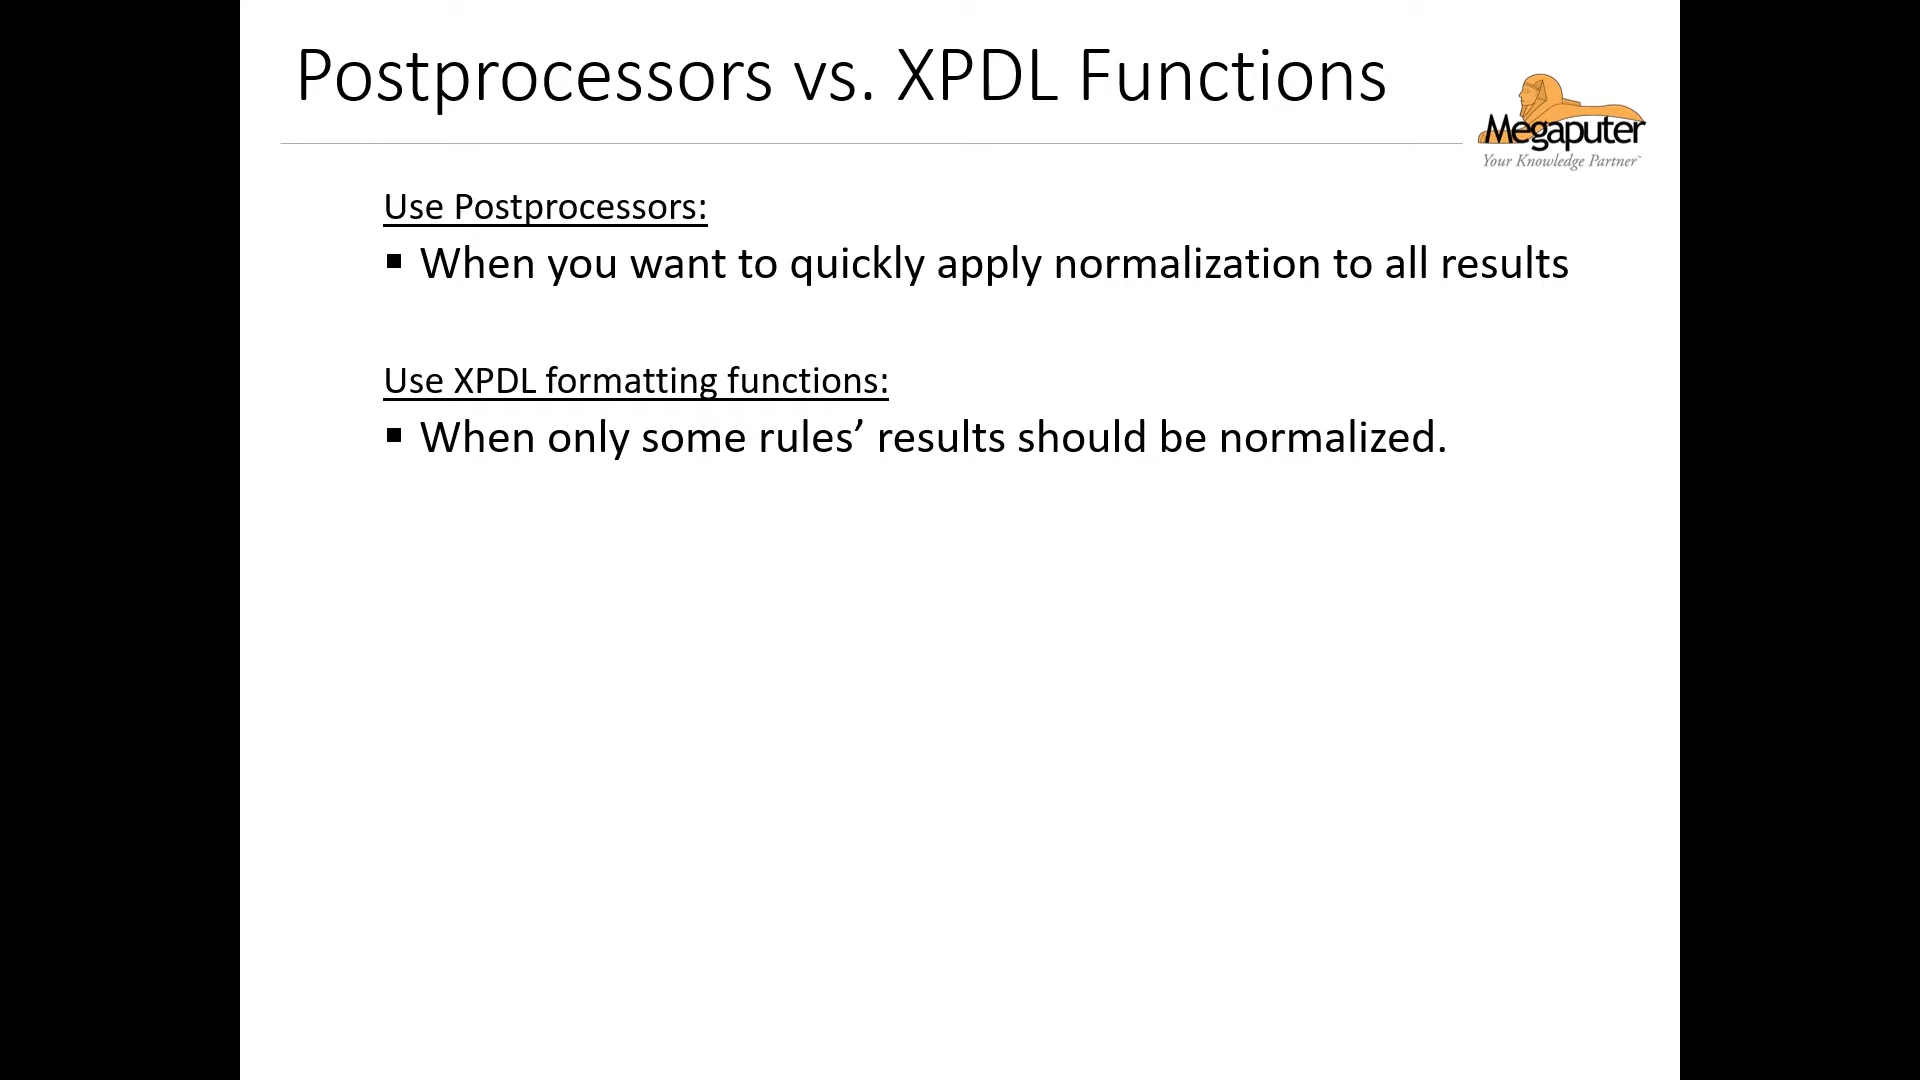 Postprocessors vs. XPDL Functions
Megaputer
Your Knowledge Partner™
Use Postprocessors:
▪ When you want to quickly apply normalization to all results
Use XPDL formatting functions:
▪ When only some rules’ results should be normalized.